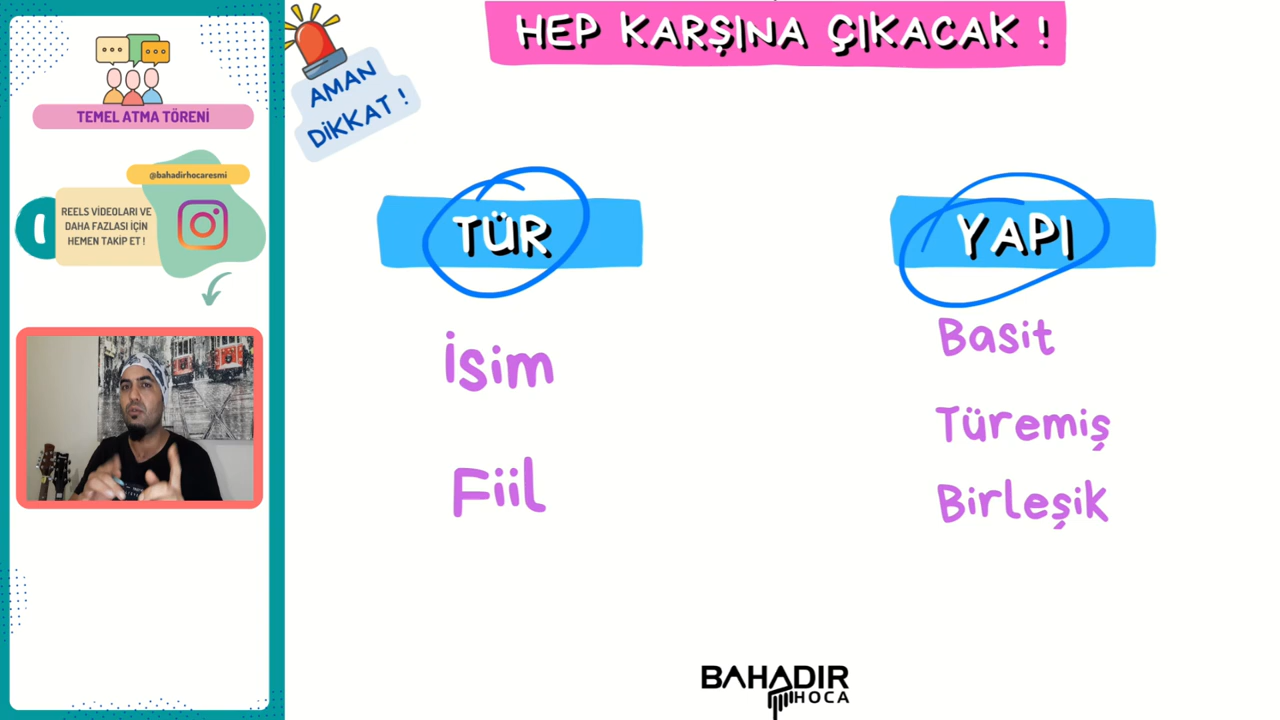 HEP KARŞINA ÇIKACAK !
AMAN
DİKKAT !
TEMEL ATMA TÖRENİ
@bahadirhocaresmi
REELS VİDEOLARI VE
DAHA FAZLASI İÇİN
HEMEN TAKİP ET !
TÜR
İsim
Fiil
YAPI
Basit
Türemiş
Birleşik
BAHADIR
HOCA